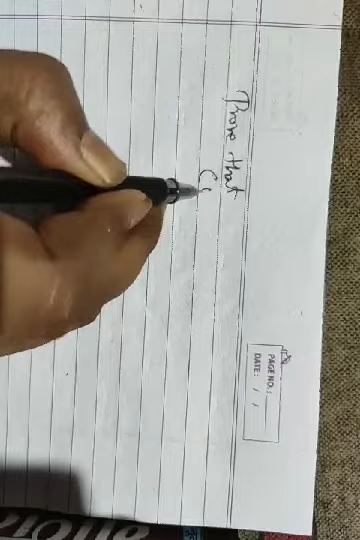 Prove that
PAGE NO.:
DATE: / /